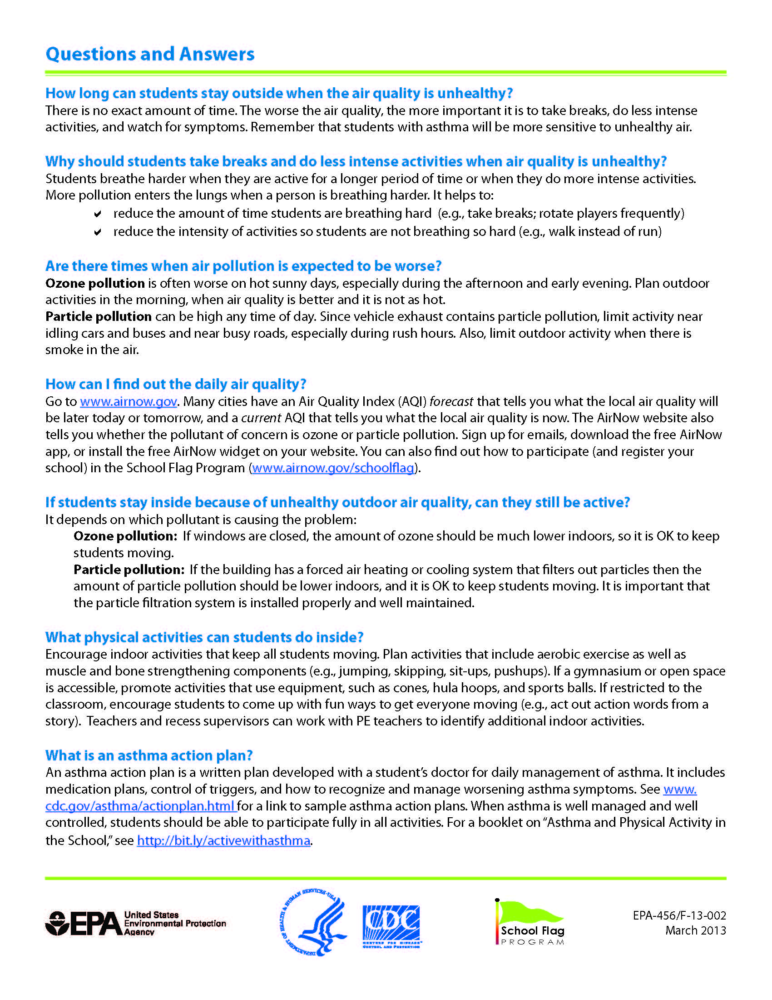 Questions and Answers
How long can students stay outside when the air quality is unhealthy?
There is no exact amount of time. The worse the air quality, the more important it is to take breaks, do less intense
activities, and watch for symptoms. Remember that students with asthma will be more sensitive to unhealthy air.
Why should students take breaks and do less intense activities when air quality is unhealthy?
Students breathe harder when they are active for a longer period of time or when they do more intense activities.
More pollution enters the lungs when a person is breathing harder. It helps to:
✔ reduce the amount of time students are breathing hard  (e.g., take breaks; rotate players frequently)
✔ reduce the intensity of activities so students are not breathing so hard (e.g., walk instead of run)
Are there times when air pollution is expected to be worse?
Ozone pollution is often worse on hot sunny days, especially during the afternoon and early evening. Plan outdoor
activities in the morning, when air quality is better and it is not as hot.
Particle pollution can be high any time of day. Since vehicle exhaust contains particle pollution, limit activity near
idling cars and buses and near busy roads, especially during rush hours. Also, limit outdoor activity when there is
smoke in the air.
How can I find out the daily air quality?
Go to www.airnow.gov. Many cities have an Air Quality Index (AQI) forecast that tells you what the local air quality will
be later today or tomorrow, and a current AQI that tells you what the local air quality is now. The AirNow website also
tells you whether the pollutant of concern is ozone or particle pollution. Sign up for emails, download the free AirNow
app, or install the free AirNow widget on your website. You can also find out how to participate (and register your
school) in the School Flag Program (www.airnow.gov/schoolflag).
If students stay inside because of unhealthy outdoor air quality, can they still be active?
It depends on which pollutant is causing the problem:
Ozone pollution:  If windows are closed, the amount of ozone should be much lower indoors, so it is OK to keep
students moving.
Particle pollution:  If the building has a forced air heating or cooling system that filters out particles then the
amount of particle pollution should be lower indoors, and it is OK to keep students moving. It is important that
the particle filtration system is installed properly and well maintained.
What physical activities can students do inside?
Encourage indoor activities that keep all students moving. Plan activities that include aerobic exercise as well as
muscle and bone strengthening components (e.g., jumping, skipping, sit-ups, pushups). If a gymnasium or open space
is accessible, promote activities that use equipment, such as cones, hula hoops, and sports balls. If restricted to the
classroom, encourage students to come up with fun ways to get everyone moving (e.g., act out action words from a
story).  Teachers and recess supervisors can work with PE teachers to identify additional indoor activities.
What is an asthma action plan?
An asthma action plan is a written plan developed with a student’s doctor for daily management of asthma. It includes
medication plans, control of triggers, and how to recognize and manage worsening asthma symptoms. See www.
cdc.gov/asthma/actionplan.html for a link to sample asthma action plans. When asthma is well managed and well
controlled, students should be able to participate fully in all activities. For a booklet on “Asthma and Physical Activity in
the School,” see http://bit.ly/activewithasthma.
EPA
United States
Environmental Protection
Agency
DEPARTMENT OF HEALTH & HUMAN SERVICES·USA
CDC
CENTERS FOR DISEASE
CONTROL AND PREVENTION
School Flag
PROGRAM
EPA-456/F-13-002
March 2013